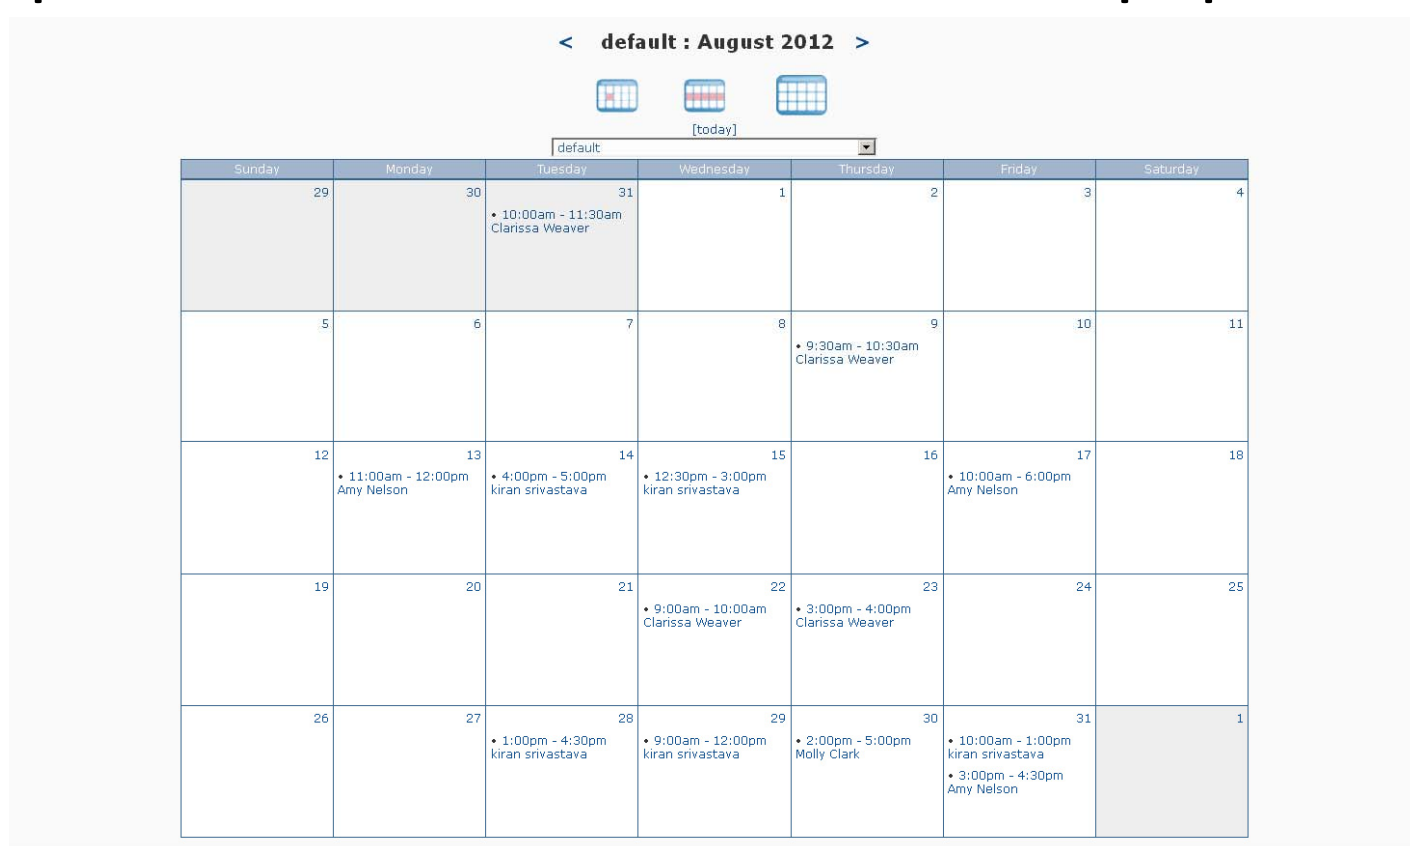 < default : August 2012 >
[today]
default
Sunday Monday Tuesday Wednesday Thursday Friday Saturday
29 30 31 1 2 3 4
• 10:00am - 11:30am
Clarissa Weaver
5 6 7 8 9 10 11
• 9:30am - 10:30am
Clarissa Weaver
12 13 14 15 16 17 18
• 11:00am - 12:00pm • 4:00pm - 5:00pm • 12:30pm - 3:00pm • 10:00am - 6:00pm
Amy Nelson kiran srivastava kiran srivastava Amy Nelson
19 20 21 22 23 24 25
• 9:00am - 10:00am • 3:00pm - 4:00pm
Clarissa Weaver Clarissa Weaver
26 27 28 29 30 31 1
• 1:00pm - 4:30pm • 9:00am - 12:00pm • 2:00pm - 5:00pm • 10:00am - 1:00pm
kiran srivastava kiran srivastava Molly Clark kiran srivastava
• 3:00pm - 4:30pm
Amy Nelson